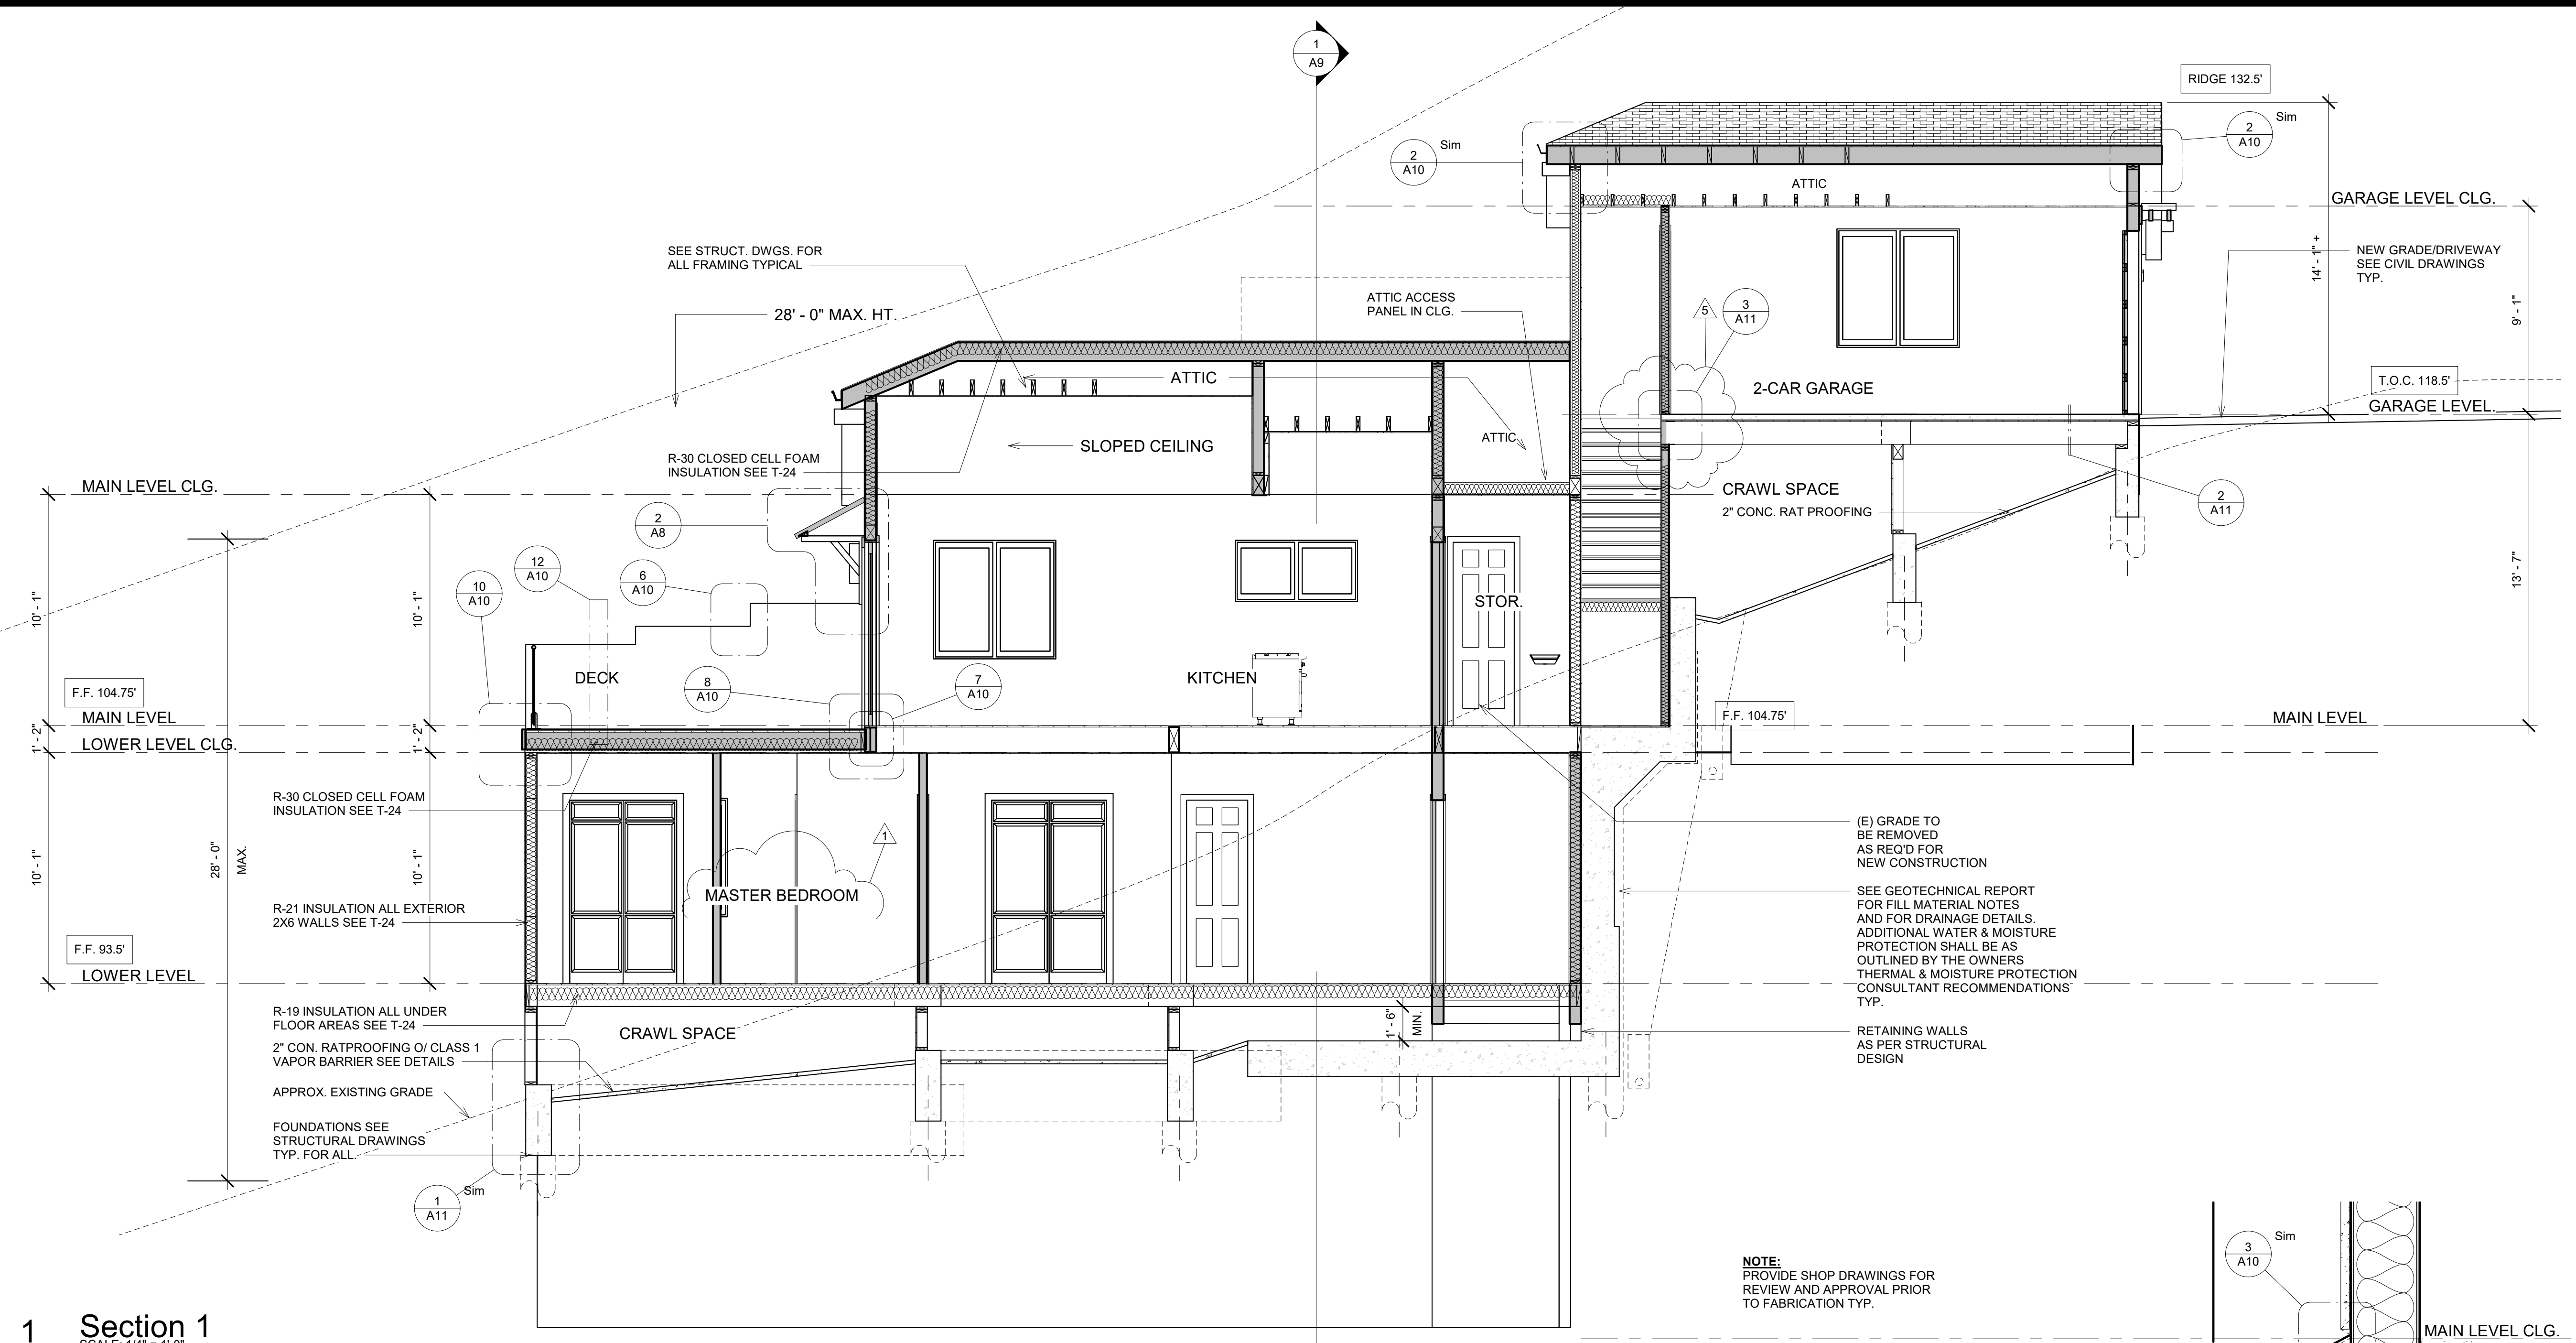 1
A9
RIDGE 132.5'
2
A10
Sim
2
A10
Sim
ATTIC
GARAGE LEVEL CLG.
SEE STRUCT. DWGS. FOR
ALL FRAMING TYPICAL
14' - 1" +
NEW GRADE/DRIVEWAY
SEE CIVIL DRAWINGS
TYP.
28' - 0" MAX. HT.
ATTIC ACCESS
PANEL IN CLG.
5
3
A11
9' - 1"
ATTIC
2-CAR GARAGE
T.O.C. 118.5'
GARAGE LEVEL.
SLOPED CEILING
ATTIC
R-30 CLOSED CELL FOAM
INSULATION SEE T-24
MAIN LEVEL CLG.
CRAWL SPACE
2" CONC. RAT PROOFING
2
A11
2
A8
12
A10
6
A10
10
A10
10' - 1"
10' - 1"
13' - 7"
STOR.
DECK
8
A10
7
A10
KITCHEN
F.F. 104.75'
MAIN LEVEL
1' - 2"
1' - 2"
LOWER LEVEL CLG.
F.F. 104.75'
MAIN LEVEL
R-30 CLOSED CELL FOAM
INSULATION SEE T-24
10' - 1"
28' - 0"
MAX.
10' - 1"
1
MASTER BEDROOM
(E) GRADE TO
BE REMOVED
AS REQ'D FOR
NEW CONSTRUCTION
SEE GEOTECHNICAL REPORT
FOR FILL MATERIAL NOTES
AND FOR DRAINAGE DETAILS.
ADDITIONAL WATER & MOISTURE
PROTECTION SHALL BE AS
OUTLINED BY THE OWNERS
THERMAL & MOISTURE PROTECTION
CONSULTANT RECOMMENDATIONS
TYP.
R-21 INSULATION ALL EXTERIOR
2X6 WALLS SEE T-24
F.F. 93.5'
LOWER LEVEL
R-19 INSULATION ALL UNDER
FLOOR AREAS SEE T-24
CRAWL SPACE
1' - 6"
MIN.
RETAINING WALLS
AS PER STRUCTURAL
DESIGN
2" CON. RATPROOFING O/ CLASS 1
VAPOR BARRIER SEE DETAILS
APPROX. EXISTING GRADE
FOUNDATIONS SEE
STRUCTURAL DRAWINGS
TYP. FOR ALL.
1
A11
Sim
NOTE:
PROVIDE SHOP DRAWINGS FOR
REVIEW AND APPROVAL PRIOR
TO FABRICATION TYP.
3
A10
Sim
MAIN LEVEL CLG.
1
Section 1